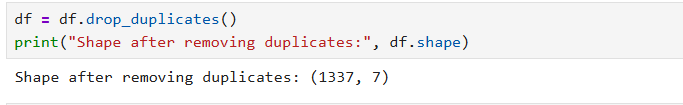 df = df.drop_duplicates()
print("Shape after removing duplicates:", df.shape)
Shape after removing duplicates: (1337, 7)